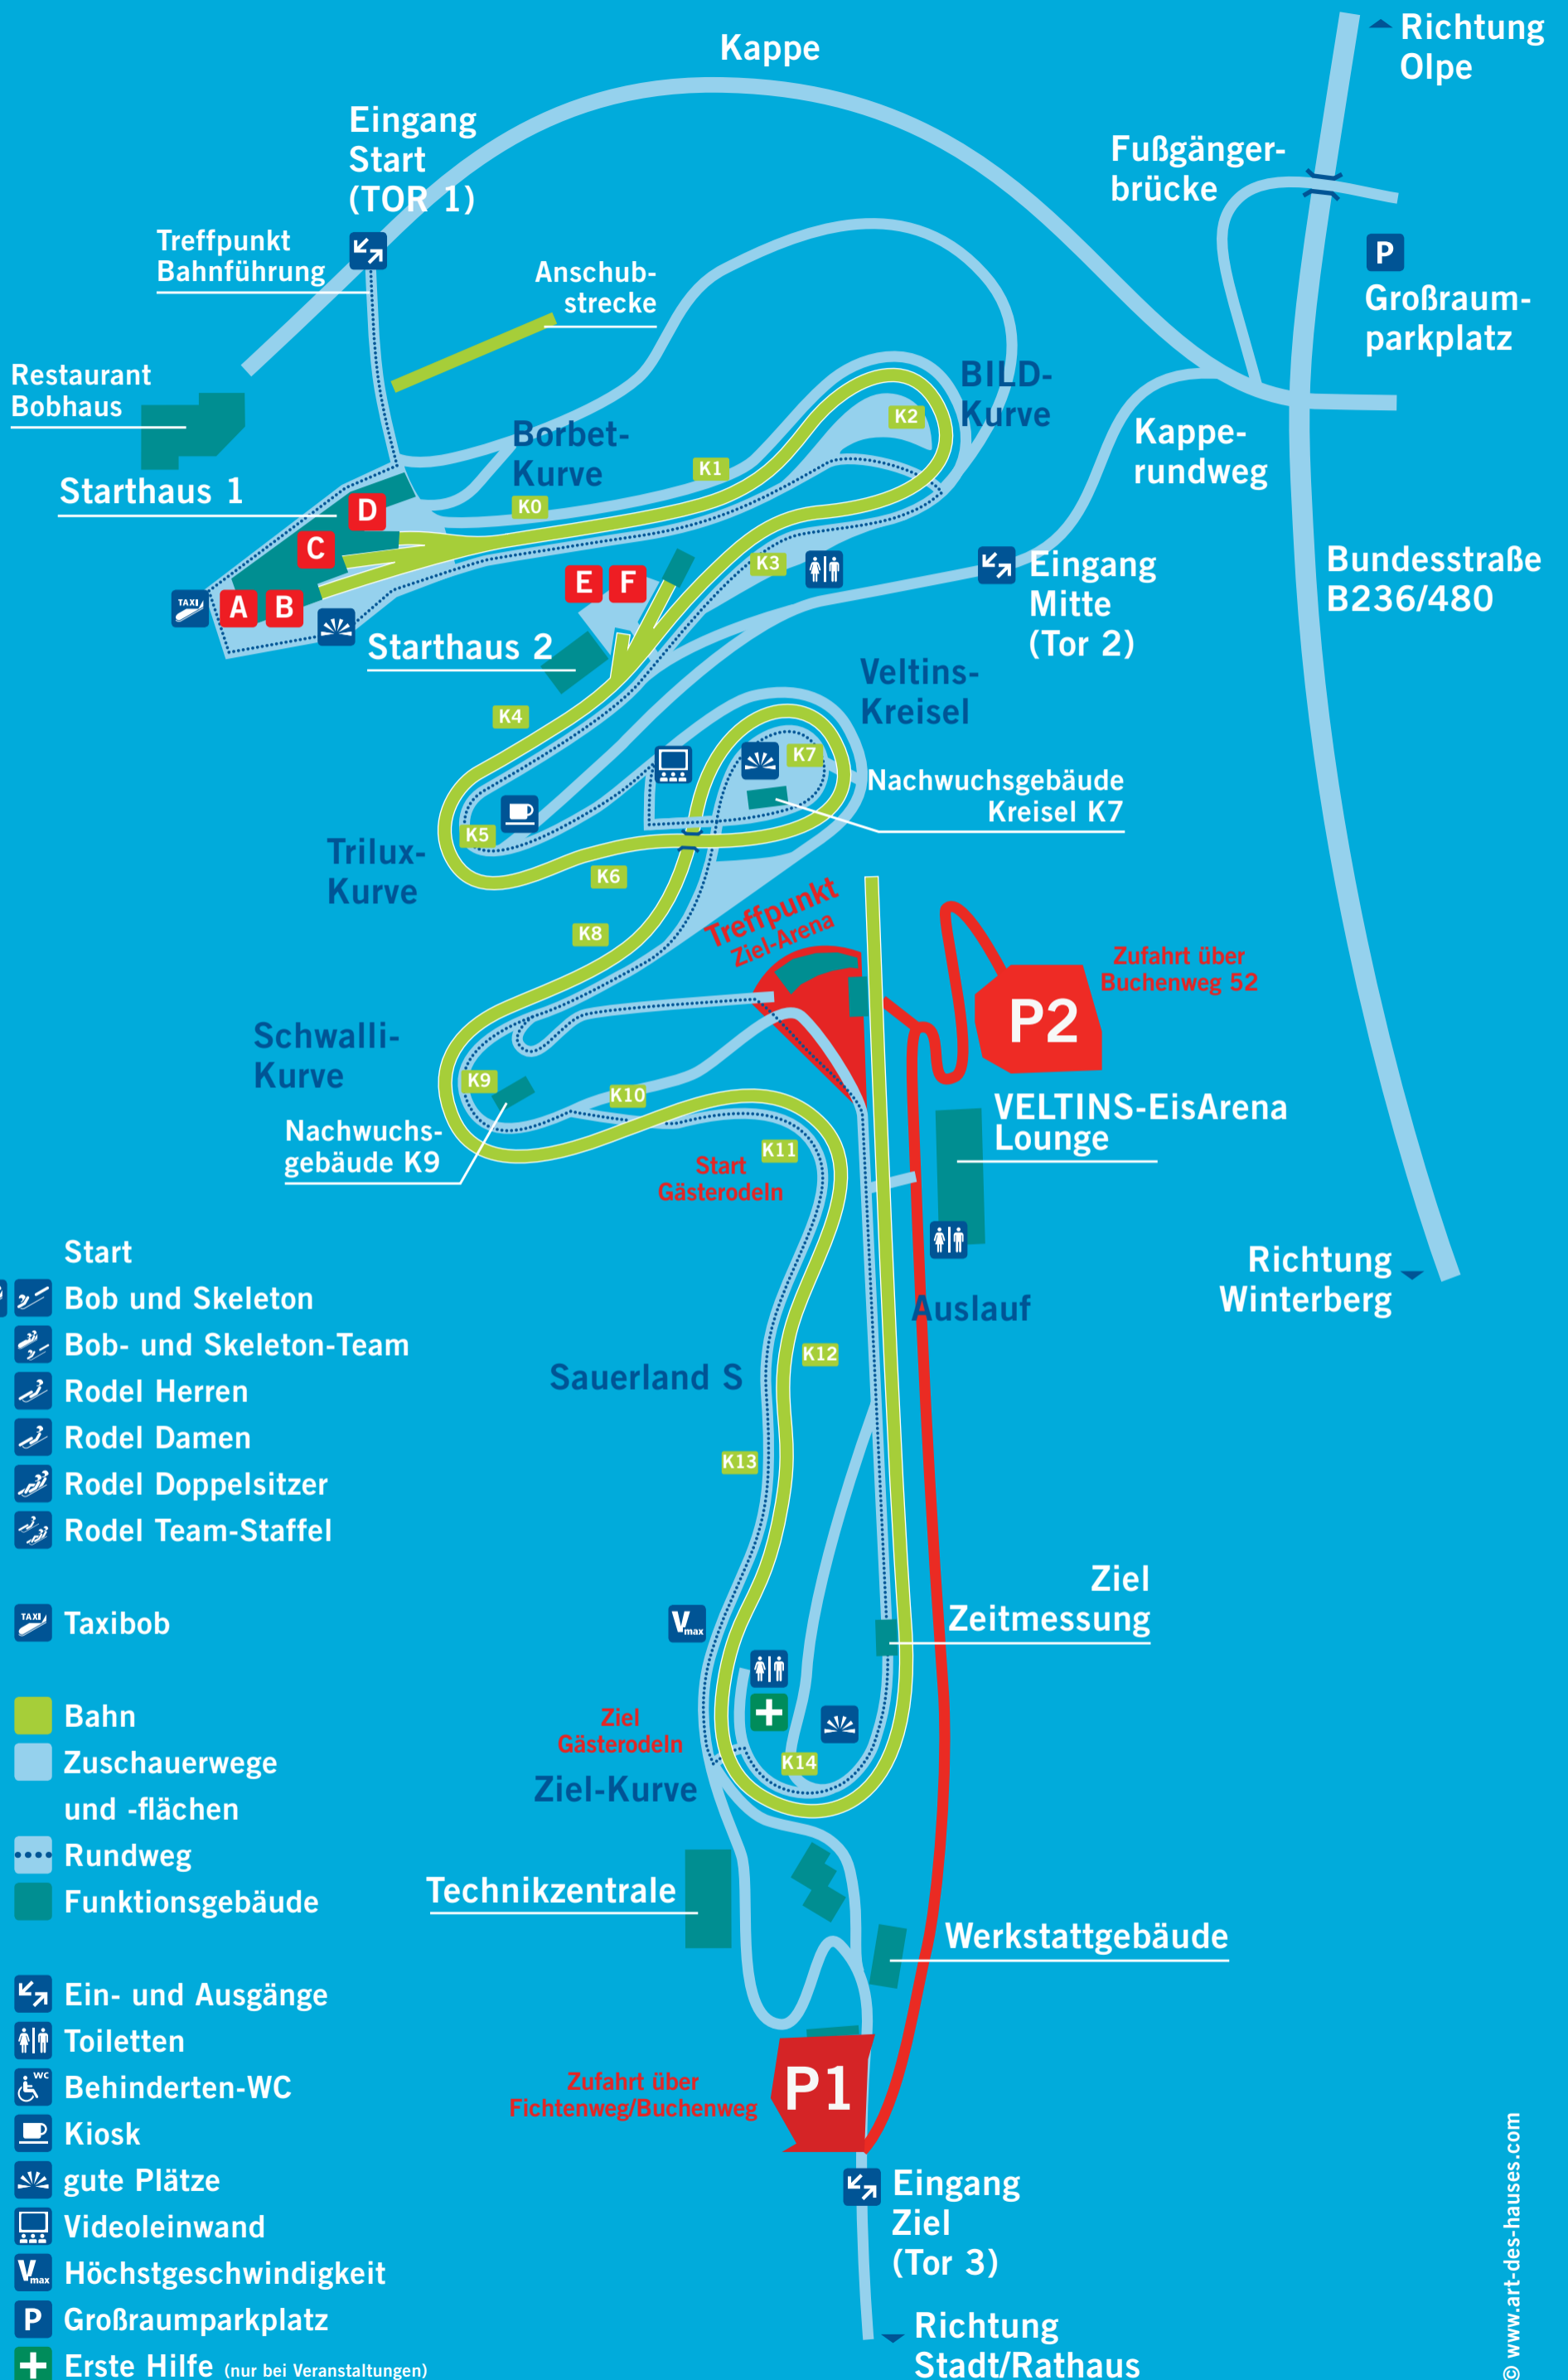 Kappe
Richtung
Olpe
Eingang
Start
(TOR 1)
Fußgänger-
brücke
Treffpunkt
Bahnführung
Anschub-
strecke
P
Großraum-
parkplatz
Restaurant
Bobhaus
BILD-
Kurve
K2
Borbet-
Kurve
Kappe-
rundweg
K1
Starthaus 1
K0
D
C
K3
Eingang
Mitte
(Tor 2)
Bundesstraße
B236/480
E F
TAXI
A B
Starthaus 2
Veltins-
Kreisel
K4
K7
Nachwuchsgebäude
Kreisel K7
K5
Trilux-
Kurve
K6
K8
Treffpunkt
Ziel-Arena
Zufahrt über
Buchenweg 52
P2
Schwalli-
Kurve
K9
K10
VELTINS-EisArena
Lounge
Nachwuchs-
gebäude K9
K11
Start
Gästerodeln
Richtung
Winterberg
Auslauf
K12
Sauerland S
K13
Start
Bob und Skeleton
Bob- und Skeleton-Team
Rodel Herren
Rodel Damen
Rodel Doppelsitzer
Rodel Team-Staffel
TAXI
Taxibob
Ziel
Zeitmessung
Vmax
Ziel
Gästerodeln
K14
Ziel-Kurve
Bahn
Zuschauerwege
und -flächen
Rundweg
Funktionsgebäude
Technikzentrale
Werkstattgebäude
Ein- und Ausgänge
Toiletten
WC
Behinderten-WC
Kiosk
gute Plätze
Videoleinwand
Vmax
Höchstgeschwindigkeit
P
Großraumparkplatz
Erste Hilfe (nur bei Veranstaltungen)
P1
Zufahrt über
Fichtenweg/Buchenweg
Eingang
Ziel
(Tor 3)
Richtung
Stadt/Rathaus
© www.art-des-hauses.com